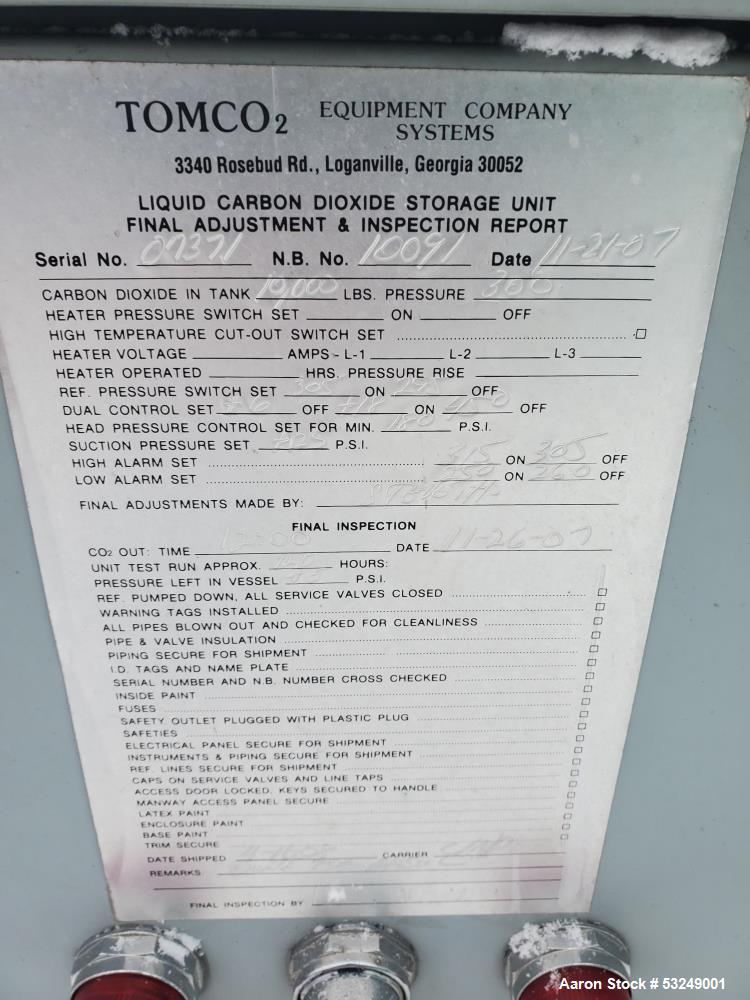 TOMCO2 EQUIPMENT COMPANY
SYSTEMS
3340 Rosebud Rd., Loganville, Georgia 30052
LIQUID CARBON DIOXIDE STORAGE UNIT
FINAL ADJUSTMENT & INSPECTION REPORT
Serial No. 07371 N.B. No. 10091 Date 11-21-07
CARBON DIOXIDE IN TANK 10,000 LBS. PRESSURE 300
HEATER PRESSURE SWITCH SET ON OFF
HIGH TEMPERATURE CUT-OUT SWITCH SET
HEATER VOLTAGE AMPS - L-1 L-2 L-3
HEATER OPERATED HRS. PRESSURE RISE
REF. PRESSURE SWITCH SET 305 ON 295 OFF
DUAL CONTROL SET OFF ON OFF
HEAD PRESSURE CONTROL SET FOR MIN. 180 P.S.I.
SUCTION PRESSURE SET P.S.I.
HIGH ALARM SET 315 ON 305 OFF
LOW ALARM SET 250 ON 260 OFF
FINAL ADJUSTMENTS MADE BY:
FINAL INSPECTION
CO2 OUT: TIME 12:00 DATE 11-26-07
UNIT TEST RUN APPROX. HOURS:
PRESSURE LEFT IN VESSEL P.S.I.
REF. PUMPED DOWN, ALL SERVICE VALVES CLOSED
WARNING TAGS INSTALLED
ALL PIPES BLOWN OUT AND CHECKED FOR CLEANLINESS
PIPE & VALVE INSULATION
PIPING SECURE FOR SHIPMENT
I.D. TAGS AND NAME PLATE
SERIAL NUMBER AND N.B. NUMBER CROSS CHECKED
INSIDE PAINT
FUSES
SAFETY OUTLET PLUGGED WITH PLASTIC PLUG
SAFETIES
ELECTRICAL PANEL SECURE FOR SHIPMENT
INSTRUMENTS & PIPING SECURE FOR SHIPMENT
REF. LINES SECURE FOR SHIPMENT
CAPS ON SERVICE VALVES AND LINE TAPS
ACCESS DOOR LOCKED, KEYS SECURED TO HANDLE
MANWAY ACCESS PANEL SECURE
LATEX PAINT
ENCLOSURE PAINT
BASE PAINT
TRIM SECURE
DATE SHIPPED CARRIER
REMARKS
FINAL INSPECTION BY
Aaron Stock # 53249001